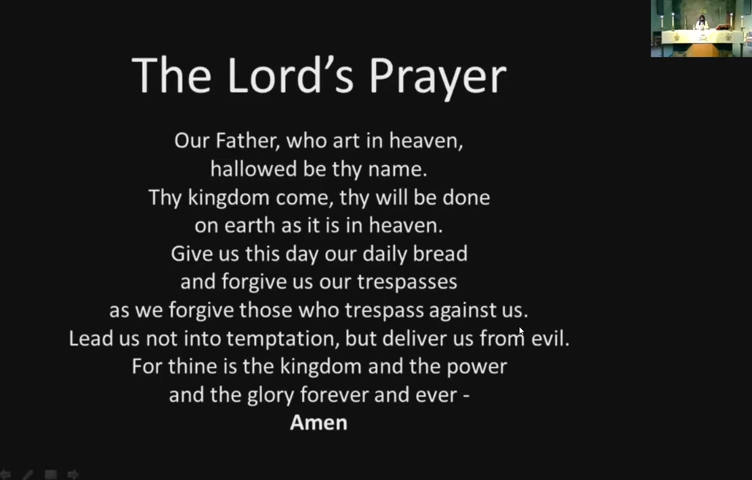 The Lord's Prayer
Our Father, who art in heaven,
hallowed be thy name.
Thy kingdom come, thy will be done
on earth as it is in heaven.
Give us this day our daily bread
and forgive us our trespasses
as we forgive those who trespass against us.
Lead us not into temptation, but deliver us from evil.
For thine is the kingdom and the power
and the glory forever and ever -
Amen